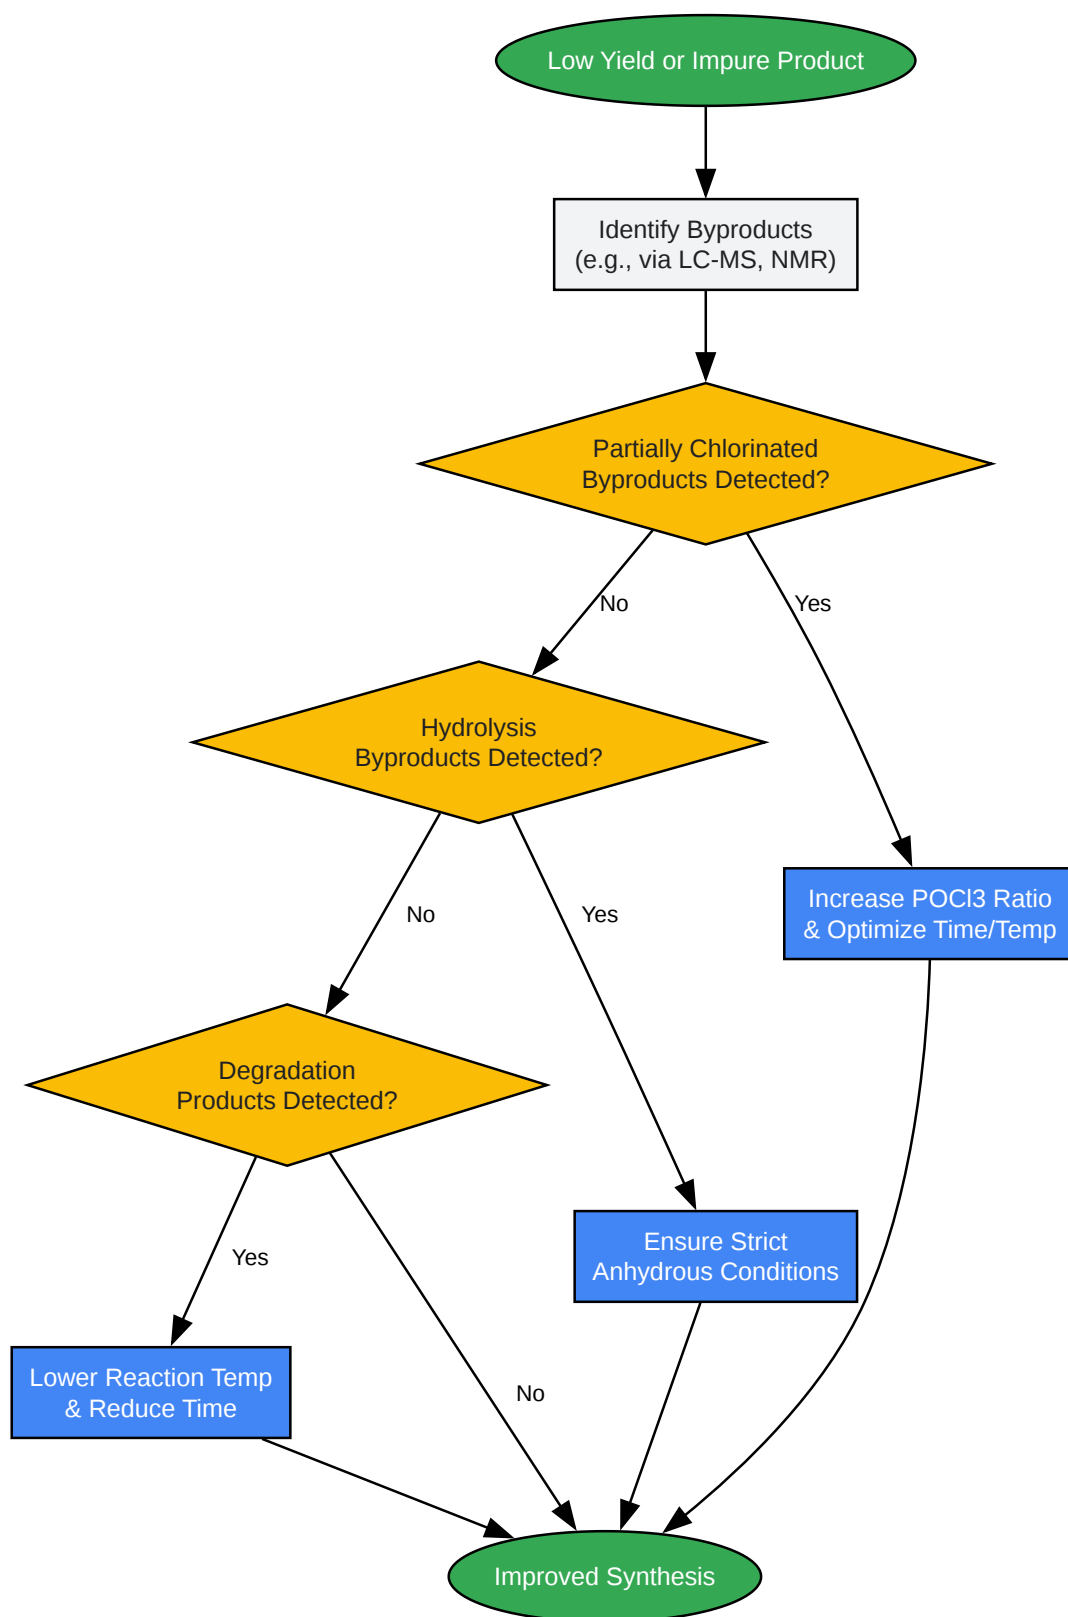 Low Yield or Impure Product
Identify Byproducts
(e.g., via LC-MS, NMR)
Partially Chlorinated
Byproducts Detected?
No
Yes
Hydrolysis
Byproducts Detected?
Increase POCl3 Ratio
& Optimize Time/Temp
No
Yes
Degradation
Products Detected?
Ensure Strict
Anhydrous Conditions
Yes
Lower Reaction Temp
& Reduce Time
No
Improved Synthesis